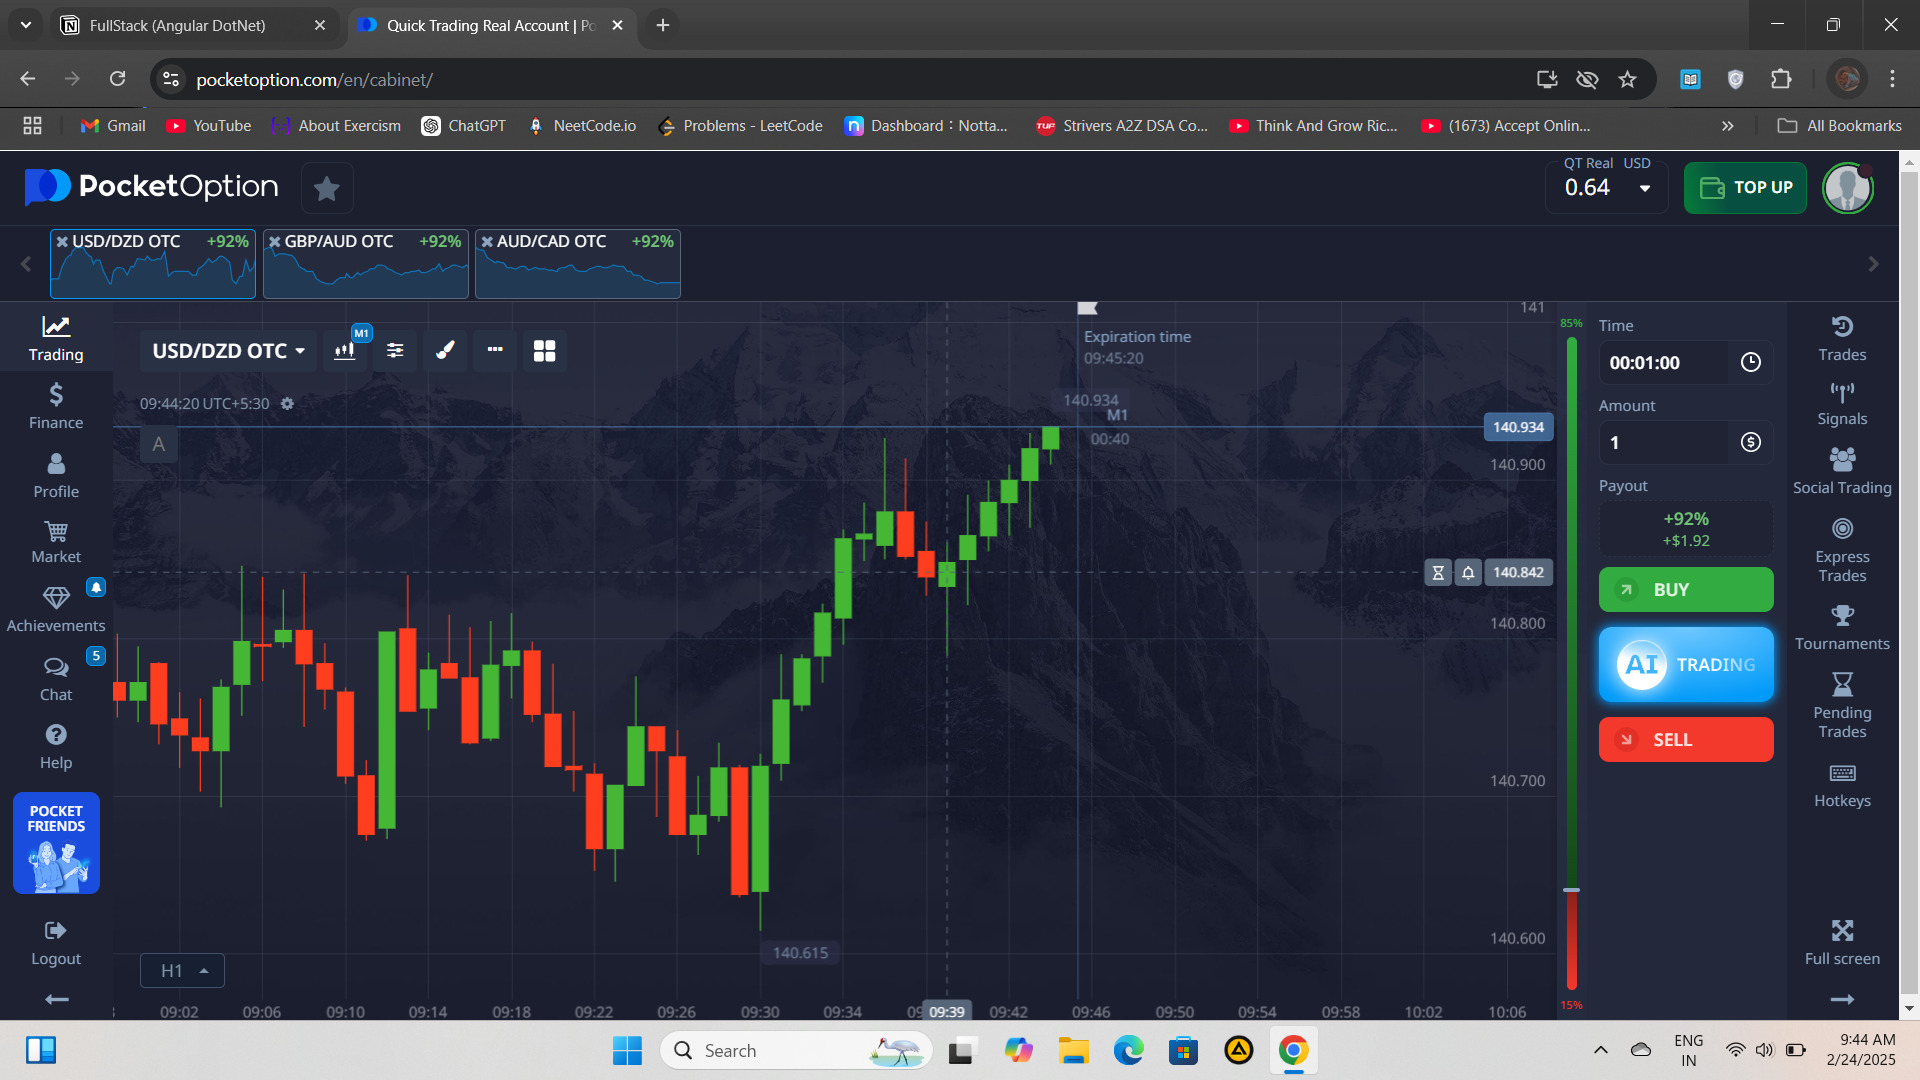 FullStack (Angular DotNet)
Quick Trading Real Account | Po
pocketoption.com/en/cabinet/
Gmail
YouTube
About Exercism
ChatGPT
NeetCode.io
Problems - LeetCode
Dashboard : Notta...
TUF
Strivers A2Z DSA Co...
Think And Grow Ric...
(1673) Accept Onlin...
All Bookmarks
PocketOption
QT Real USD
0.64
TOP UP
USD/DZD OTC +92%
GBP/AUD OTC +92%
AUD/CAD OTC +92%
Trading
Finance
Profile
Market
Achievements
5
Chat
Help
POCKET
FRIENDS
Logout
USD/DZD OTC
M1
09:44:20 UTC+5:30
A
Expiration time
09:45:20
140.934
M1
00:40
140.615
H1
141
140.934
140.900
140.842
140.800
140.700
140.600
09:02 09:06 09:10 09:14 09:18 09:22 09:26 09:30 09:34 09:39 09:42 09:46 09:50 09:54 09:58 10:02 10:06
85%
15%
Time
00:01:00
Amount
1
$
Payout
+92%
+$1.92
BUY
AI TRADING
SELL
Trades
Signals
Social Trading
Express
Trades
Tournaments
Pending
Trades
Hotkeys
Full screen
Search
ENG
IN
9:44 AM
2/24/2025